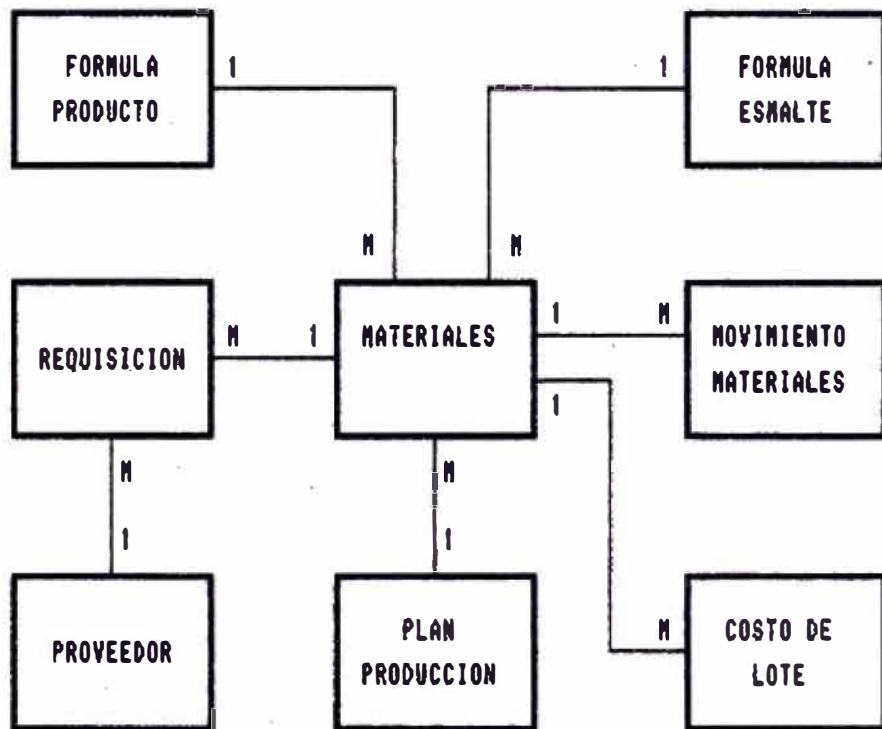 FORMULA
PRODUCTO
1
1
FORMULA
ESMALTE
M
M
REQUISICION
M
1
MATERIALES
1
M
MOVIMIENTO
MATERIALES
1
M
1
M
1
PROVEEDOR
PLAN
PRODUCCION
M
COSTO DE
LOTE